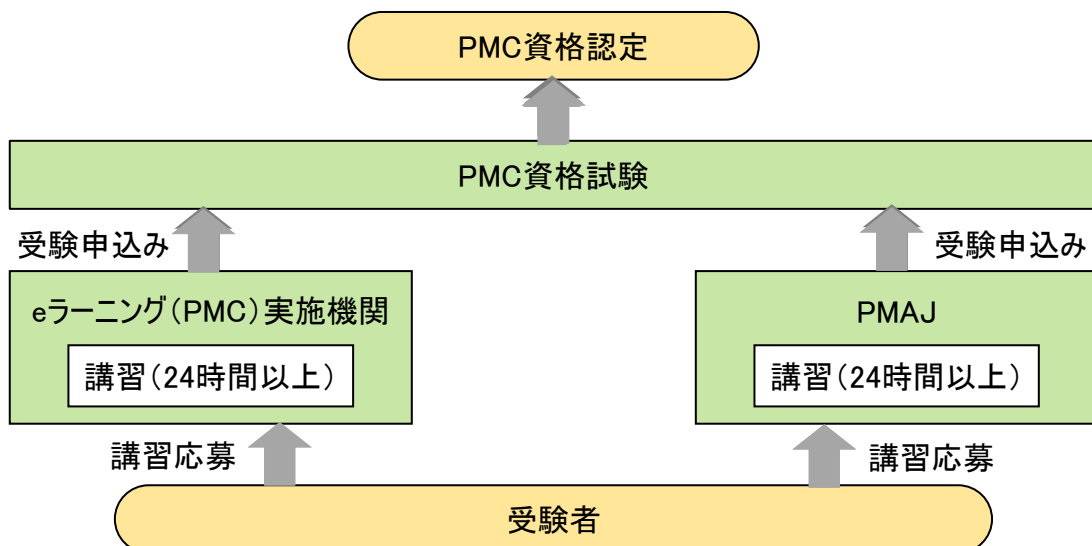 PMC資格認定
PMC資格試験
受験申込み
受験申込み
eラーニング(PMC)実施機関
講習(24時間以上)
PMAJ
講習(24時間以上)
講習応募
講習応募
受験者